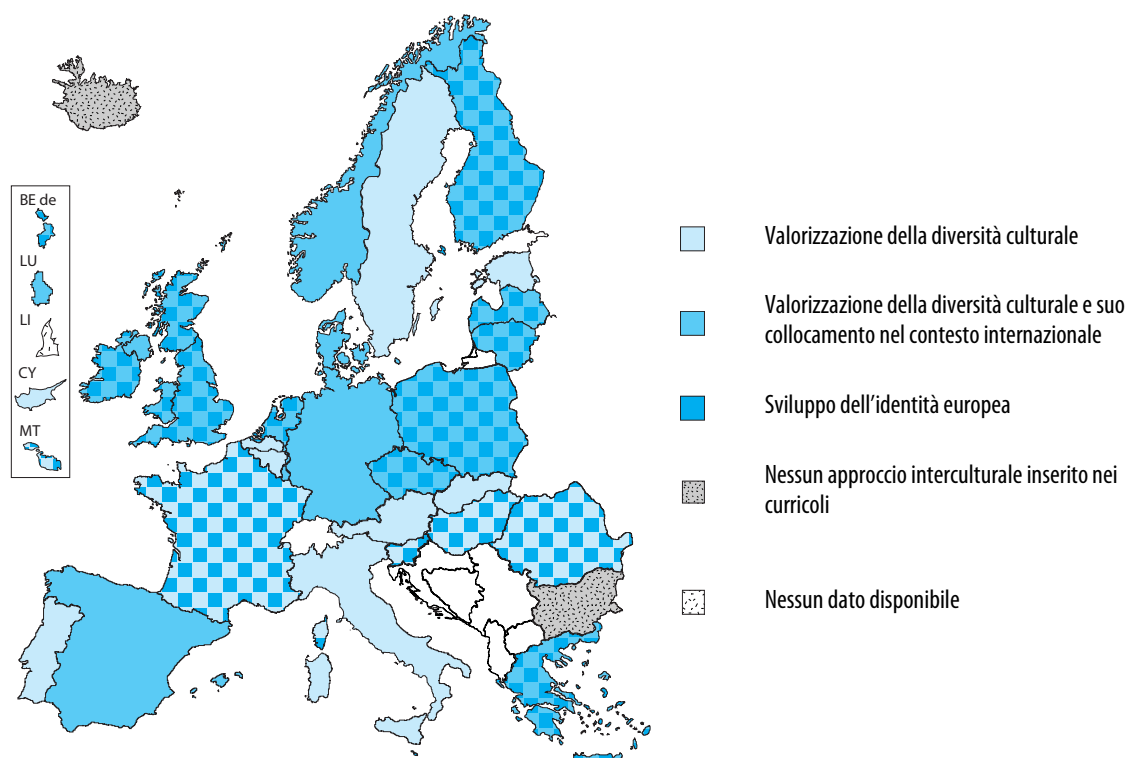 BE de
LU
LI
CY
MT
Valorizzazione della diversità culturale
Valorizzazione della diversità culturale e suo
collocamento nel contesto internazionale
Sviluppo dell'identità europea
Nessun approccio interculturale inserito nei
curricoli
Nessun dato disponibile